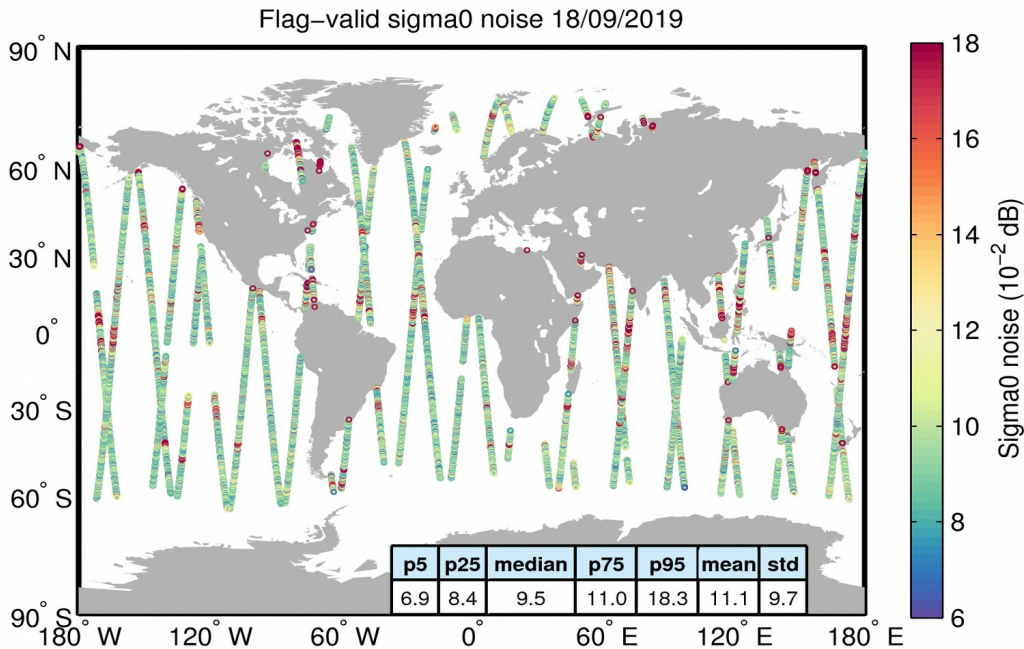 Flag−valid sigma0 noise 18/09/2019
90° N
60° N
30° N
0°
30° S
60° S
90° S
180° W 120° W 60° W 0° 60° E 120° E 180° E
p5 p25 median p75 p95 mean std
6.9 8.4 9.5 11.0 18.3 11.1 9.7
18
16
14
12
10
8
6
Sigma0 noise (10⁻² dB)